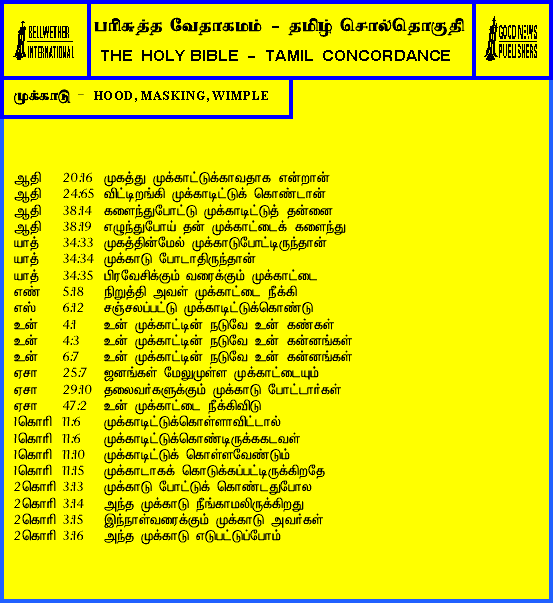 BELLWETHER
INTERNATIONAL
பரிசுத்த வேதாகமம் - தமிழ் சொல்தொகுதி
THE HOLY BIBLE - TAMIL CONCORDANCE
GOOD NEWS
PUBLISHERS
முக்காடு - HOOD, MASKING, WIMPLE
ஆதி 20:16 முகத்து முக்காட்டுக்காவதாக என்றான்
ஆதி 24:65 விட்டிறங்கி முக்காடிட்டுக் கொண்டான்
ஆதி 38:14 களைந்துபோட்டு முக்காடிட்டுத் தன்னை
ஆதி 38:19 எழுந்துபோய் தன் முக்காட்டைக் களைந்து
யாத் 34:33 முகத்தின்மேல் முக்காடுபோட்டிருந்தான்
யாத் 34:34 முக்காடு போடாதிருந்தான்
யாத் 34:35 பிரவேசிக்கும் வரைக்கும் முக்காட்டை
எண் 5:18 நிறுத்தி அவள் முக்காட்டை நீக்கி
எஸ் 6:12 சஞ்சலப்பட்டு முக்காடிட்டுக்கொண்டு
உன் 4:1 உன் முக்காட்டின் நடுவே உன் கண்கள்
உன் 4:3 உன் முக்காட்டின் நடுவே உன் கன்னங்கள்
உன் 6:7 உன் முக்காட்டின் நடுவே உன் கன்னங்கள்
ஏசா 25:7 ஜனங்கள் மேலுமுள்ள முக்காட்டையும்
ஏசா 29:10 தலைவர்களுக்கும் முக்காடு போட்டார்கள்
ஏசா 47:2 உன் முக்காட்டை நீக்கிவிடு
1கொரி 11:6 முக்காடிட்டுக்கொள்ளாவிட்டால்
1கொரி 11:6 முக்காடிட்டுக்கொண்டிருக்ககடவள்
1கொரி 11:10 முக்காடிட்டுக் கொள்ளவேண்டும்
1கொரி 11:15 முக்காடாகக் கொடுக்கப்பட்டிருக்கிறதே
2கொரி 3:13 முக்காடு போட்டுக் கொண்டதுபோல
2கொரி 3:14 அந்த முக்காடு நீங்காமலிருக்கிறது
2கொரி 3:15 இந்நாள்வரைக்கும் முக்காடு அவர்கள்
2கொரி 3:16 அந்த முக்காடு எடுபட்டுப்போம்